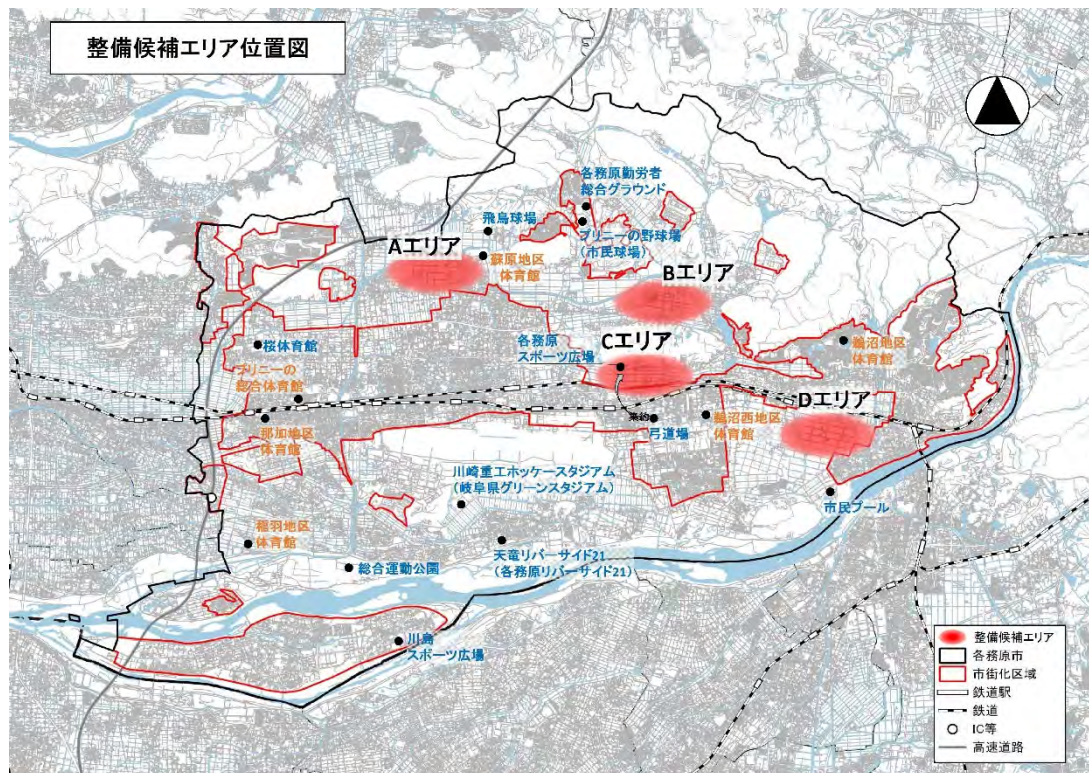 整備候補エリア位置図
各務原勤労者
総合グラウンド
飛鳥球場
プリニーの野球場
(市民球場)
Aエリア
蘇原地区
体育館
Bエリア
各務原
スポーツ広場
Cエリア
鵜沼地区
体育館
桜体育館
プリニーの
総合体育館
Dエリア
集約
弓道場
鵜沼西地区
体育館
那加地区
体育館
川崎重工ホッケースタジアム
(岐阜県グリーンスタジアム)
市民プール
稲羽地区
体育館
天竜リバーサイド21
(各務原リバーサイド21)
総合運動公園
川島
スポーツ広場
整備候補エリア
各務原市
市街化区域
鉄道駅
鉄道
IC等
高速道路